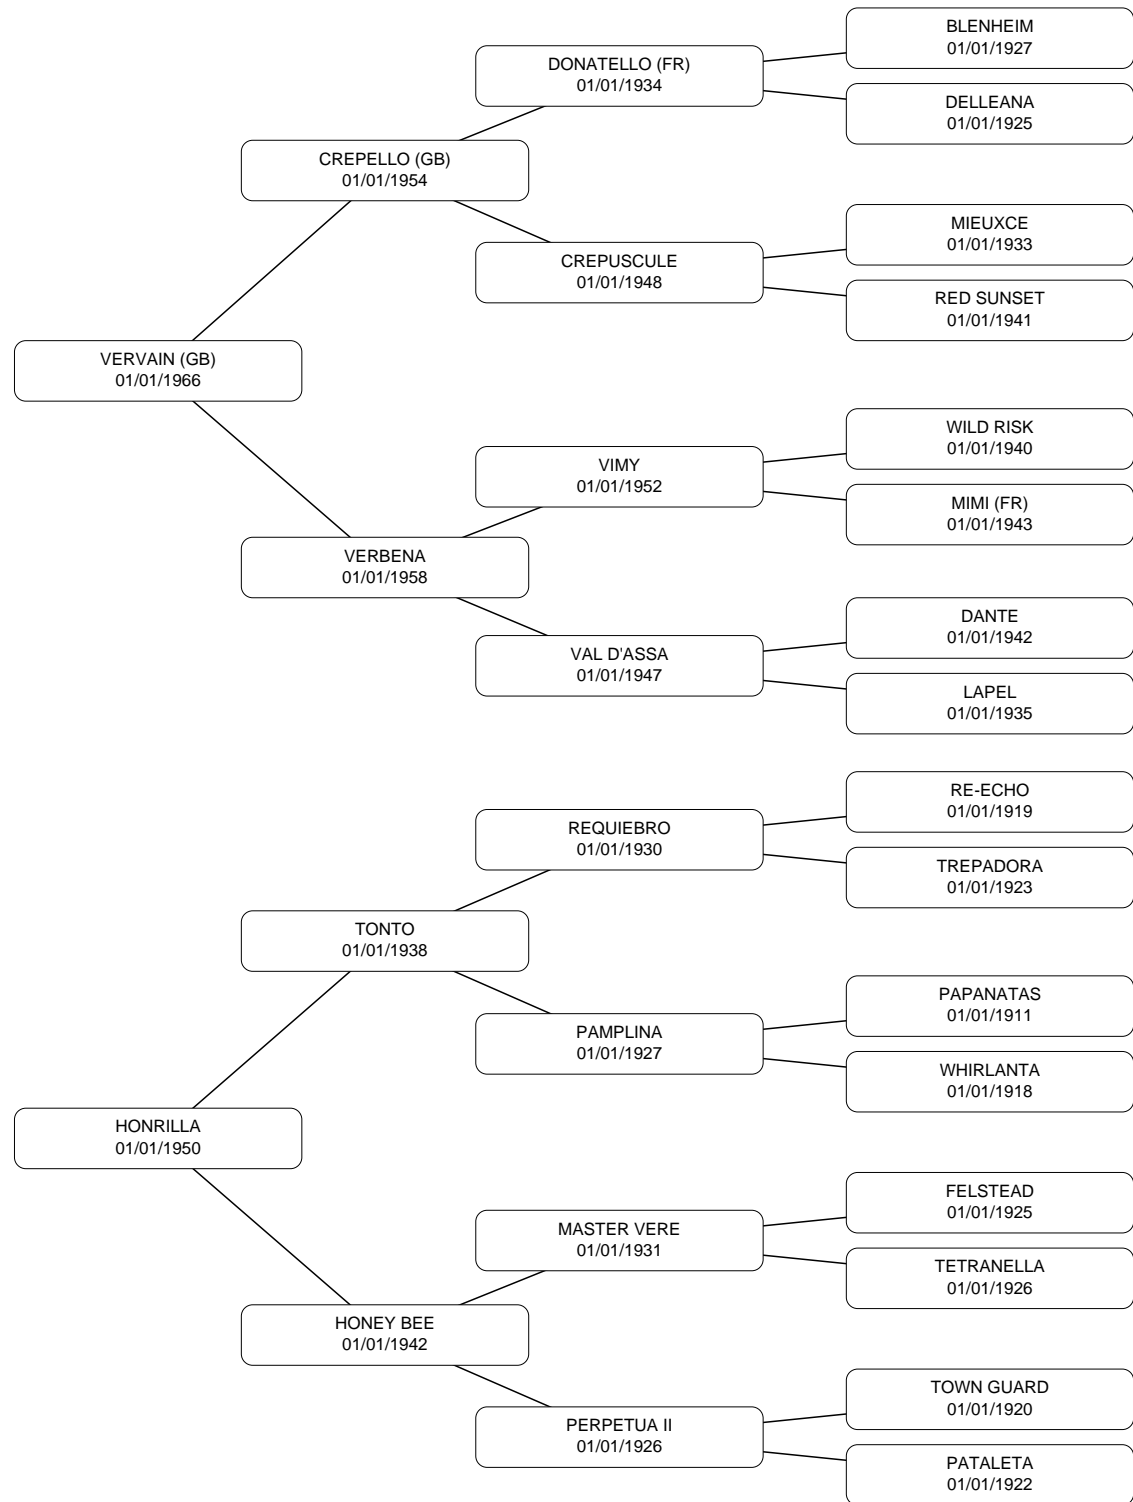 BLENHEIM
01/01/1927
DONATELLO (FR)
01/01/1934
DELLEANA
01/01/1925
CREPELLO (GB)
01/01/1954
MIEUXCE
01/01/1933
CREPUSCULE
01/01/1948
RED SUNSET
01/01/1941
VERVAIN (GB)
01/01/1966
WILD RISK
01/01/1940
VIMY
01/01/1952
MIMI (FR)
01/01/1943
VERBENA
01/01/1958
DANTE
01/01/1942
VAL D'ASSA
01/01/1947
LAPEL
01/01/1935
RE-ECHO
01/01/1919
REQUIEBRO
01/01/1930
TREPADORA
01/01/1923
TONTO
01/01/1938
PAPANATAS
01/01/1911
PAMPLINA
01/01/1927
WHIRLANTA
01/01/1918
HONRILLA
01/01/1950
FELSTEAD
01/01/1925
MASTER VERE
01/01/1931
TETRANELLA
01/01/1926
HONEY BEE
01/01/1942
TOWN GUARD
01/01/1920
PERPETUA II
01/01/1926
PATALETA
01/01/1922